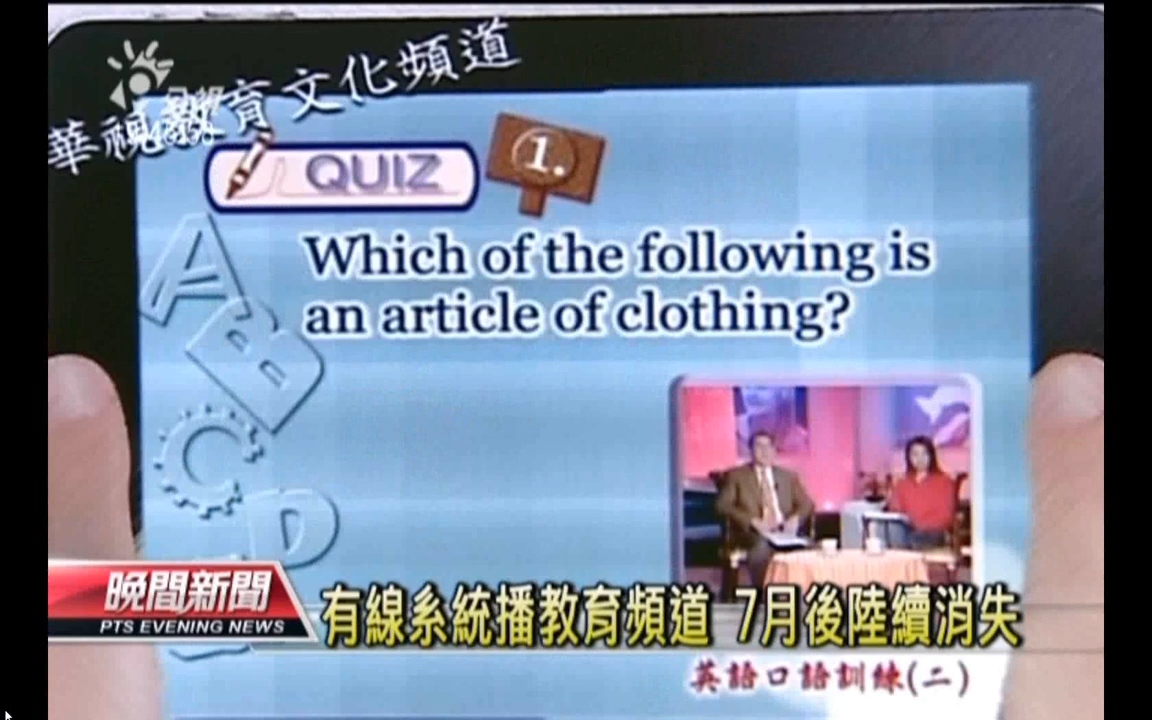 華視教育文化頻道
QUIZ
1.
Which of the following is
an article of clothing?
A
B
C
D
晚間新聞
PTS EVENING NEWS
有線系統播教育頻道 7月後陸續消失
英語口語訓練(二)